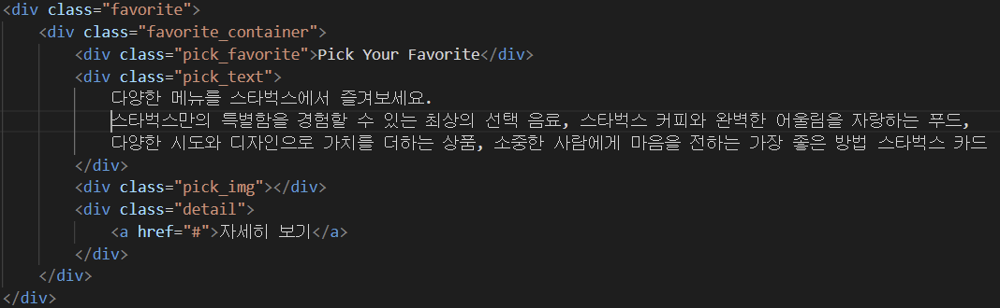 <div class="favorite">
<div class="favorite_container">
<div class="pick_favorite">Pick Your Favorite</div>
<div class="pick_text">
다양한 메뉴를 스타벅스에서 즐겨보세요.
스타벅스만의 특별함을 경험할 수 있는 최상의 선택 음료, 스타벅스 커피와 완벽한 어울림을 자랑하는 푸드,
다양한 시도와 디자인으로 가치를 더하는 상품, 소중한 사람에게 마음을 전하는 가장 좋은 방법 스타벅스 카드
</div>
<div class="pick_img"></div>
<div class="detail">
<a href="#">자세히 보기</a>
</div>
</div>
</div>